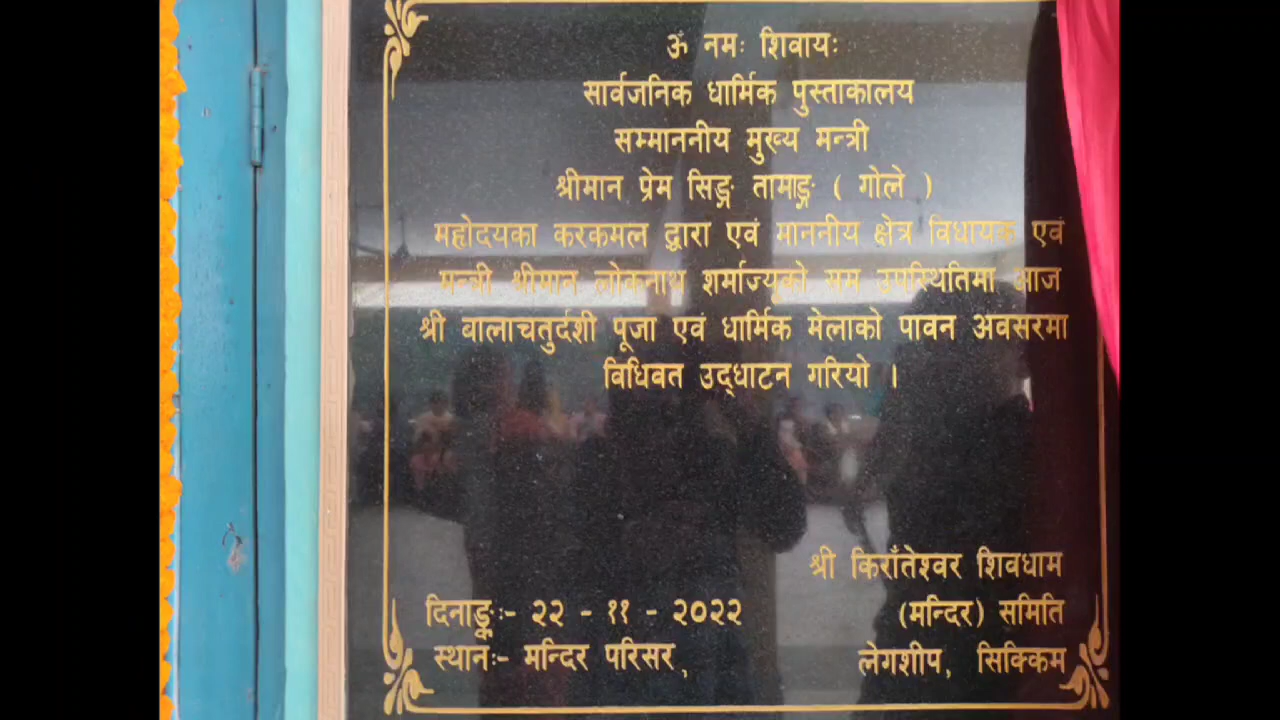 ॐ नमः शिवायः
सार्वजनिक धार्मिक पुस्ताकालय
सम्माननीय मुख्य मन्त्री
श्रीमान प्रेम सिङ्ग तामाङ्ग ( गोले )
महोदयका करकमल द्वारा एवं माननीय क्षेत्र विधायक एवं
मन्त्री श्रीमान लोकनाथ शर्माज्यूको सम उपस्थितिमा आज
श्री बालाचतुर्दशी पूजा एवं धार्मिक मेलाको पावन अवसरमा
विधिवत उद्‌धाटन गरियो ।
श्री किराँतेश्वर शिवधाम
दिनाङ्कः- २२ - ११ - २०२२ (मन्दिर) समिति
स्थानः- मन्दिर परिसर, लेगशीप, सिक्किम